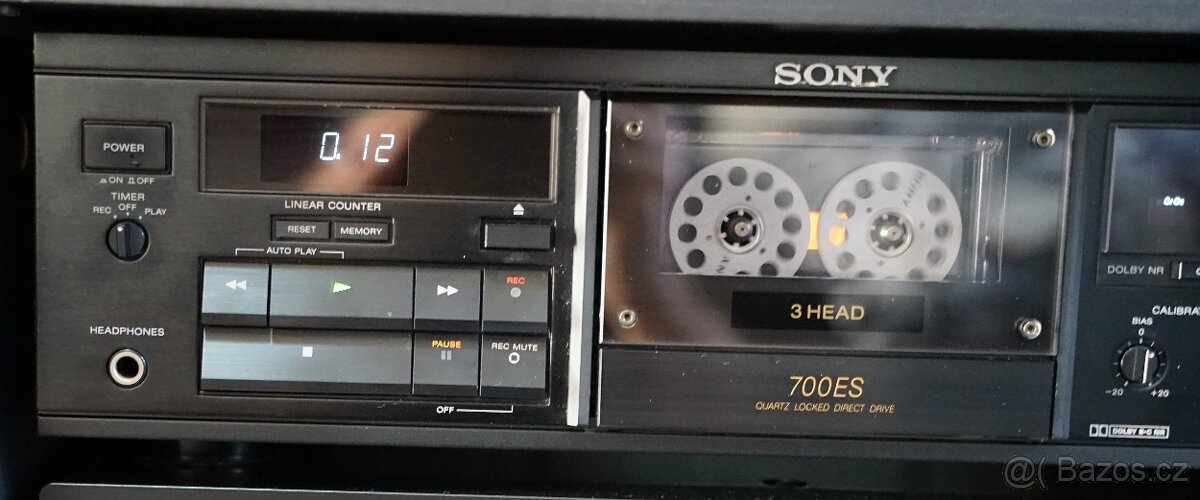 SONY
0.12
POWER
ON OFF
TIMER
REC OFF PLAY
LINEAR COUNTER
RESET MEMORY
AUTO PLAY
REC
HEADPHONES
PAUSE
REC MUTE
OFF
3 HEAD
700ES
QUARTZ LOCKED DIRECT DRIVE
DOLBY NR
BIAS
0
-20 +20
DOLBY B-C NR
Bazos.cz